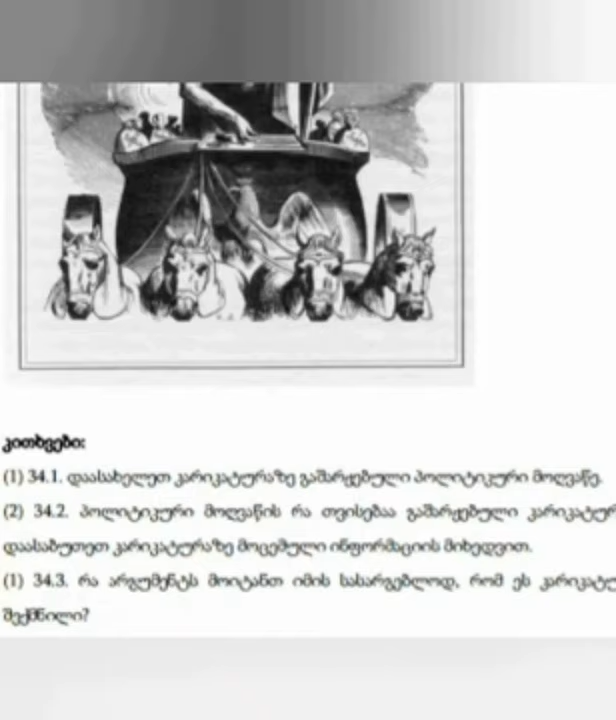 კითხვები:
(1) 34.1. დაასახელეთ კარიკატურაზე გაშარჟებული პოლიტიკური მოღვაწე.
(2) 34.2. პოლიტიკური მოღვაწის რა თვისებაა გაშარჟებული კარიკატურ
დაასაბუთეთ კარიკატურაზე მოცემული ინფორმაციის მიხედვით.
(1) 34.3. რა არგუმენტს მოიტანთ იმის სასარგებლოდ, რომ ეს კარიკატუ
შექმნილი?